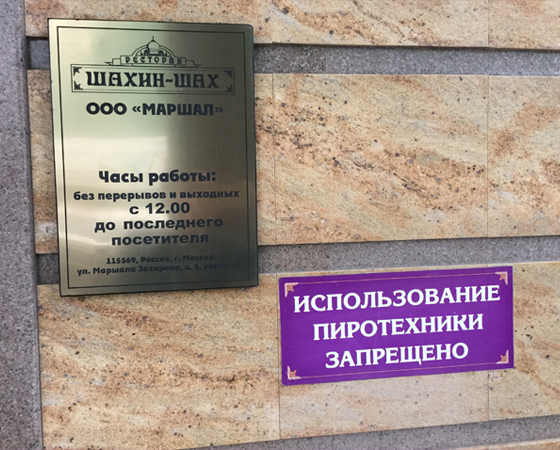 РЕСТОРАН
ШАХИН-ШАХ
ООО «МАРШАЛ»
Часы работы:
без перерывов и выходных
с 12.00
до последнего
посетителя
115569, Россия, г. Москва,
ул. Маршала Захарова, д. 6, корпус
ИСПОЛЬЗОВАНИЕ
ПИРОТЕХНИКИ
ЗАПРЕЩЕНО